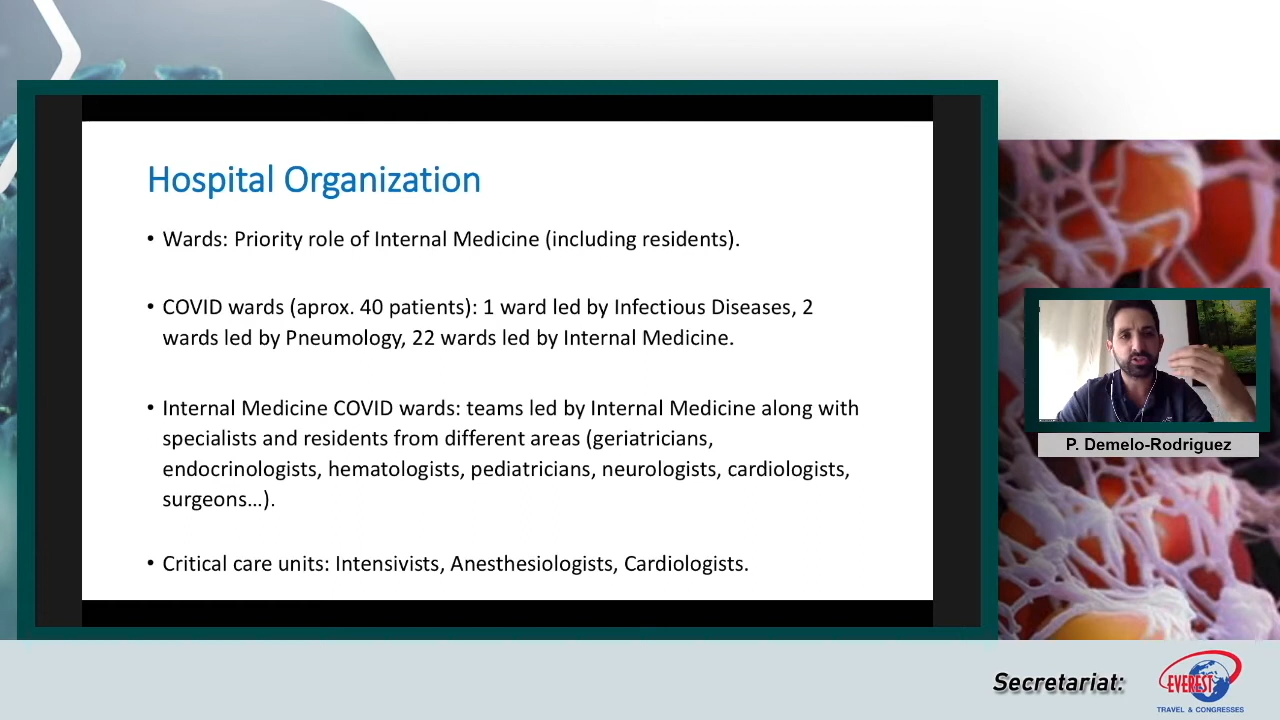 Hospital Organization
• Wards: Priority role of Internal Medicine (including residents).
• COVID wards (aprox. 40 patients): 1 ward led by Infectious Diseases, 2
wards led by Pneumology, 22 wards led by Internal Medicine.
• Internal Medicine COVID wards: teams led by Internal Medicine along with
specialists and residents from different areas (geriatricians,
endocrinologists, hematologists, pediatricians, neurologists, cardiologists,
surgeons…).
• Critical care units: Intensivists, Anesthesiologists, Cardiologists.
P. Demelo-Rodriguez
Secretariat:
EVEREST
TRAVEL & CONGRESSES